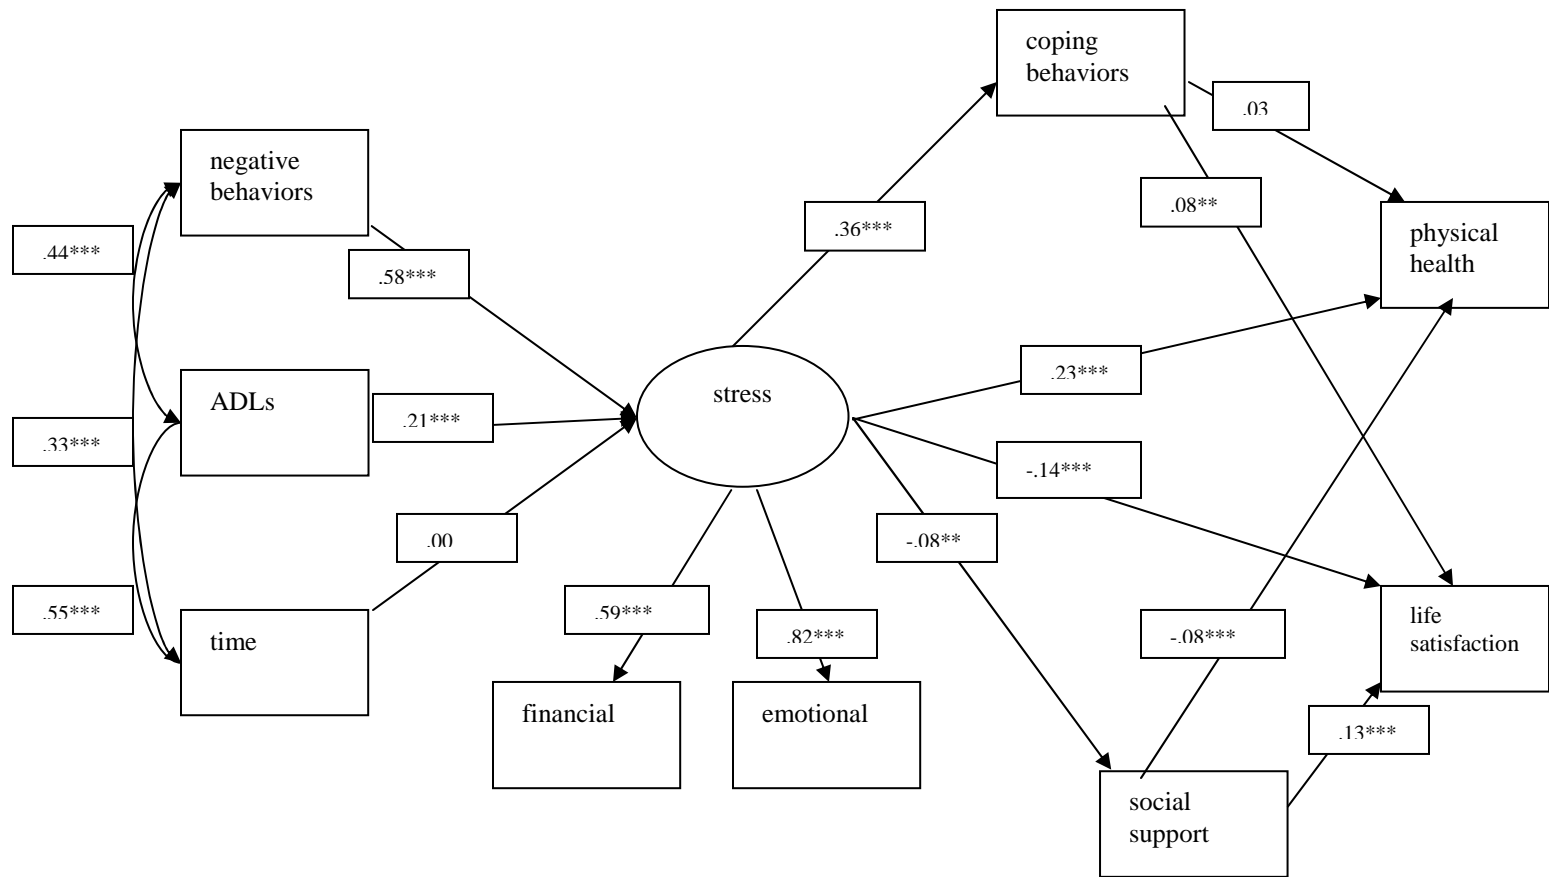 coping
behaviors
.03
negative
behaviors
.44***
.58***
.36***
.08**
physical
health
ADLs
.21***
stress
.23***
.33***
-.14***
.00
-.08**
.55***
time
.59***
.82***
-.08***
life
satisfaction
financial
emotional
.13***
social
support